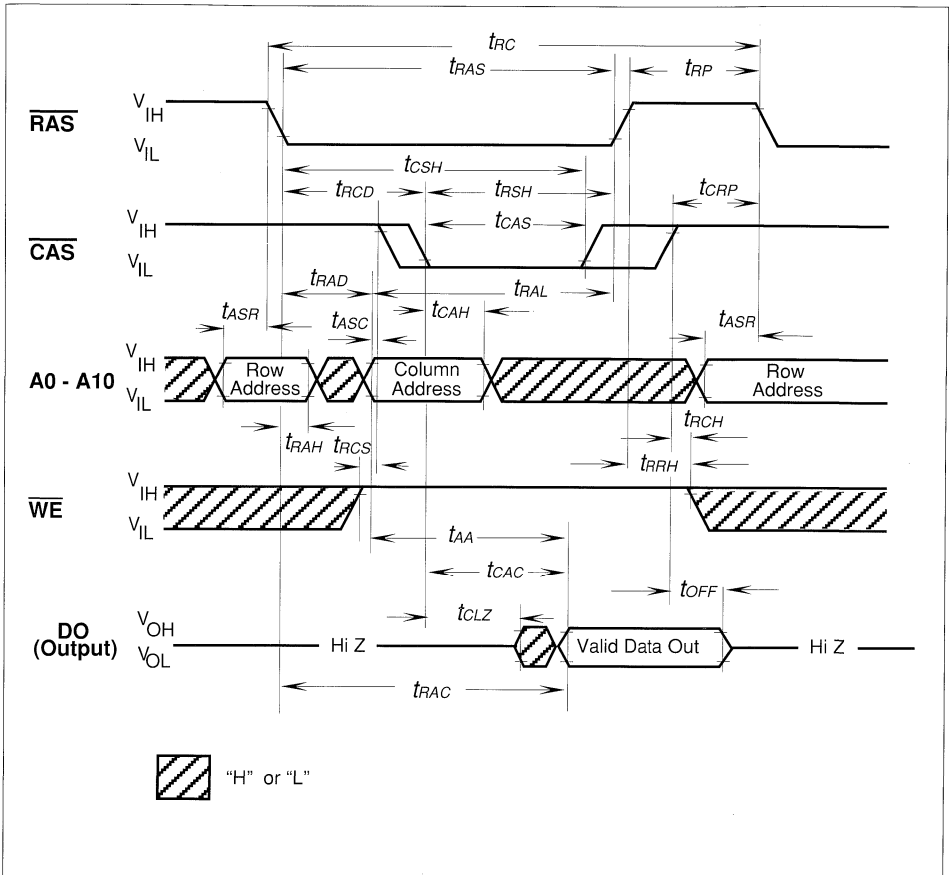 tRC
tRAS
tRP
RAS
VIH
VIL
tCSH
tRCD
tRSH
tCRP
tCAS
CAS
VIH
VIL
tRAD
tRAL
tCAH
tASR
tASC
tASR
A0 - A10
VIH
VIL
Row Address
Column Address
Row Address
tRAH
tRCS
tRCH
tRRH
WE
VIH
VIL
tAA
tCAC
tOFF
tCLZ
DO
(Output)
VOH
VOL
Hi Z
Valid Data Out
Hi Z
tRAC
“H” or “L”